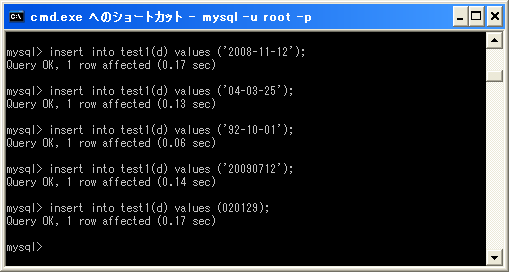 cmd.exe へのショートカット - mysql -u root -p
mysql> insert into test1(d) values ('2008-11-12');
Query OK, 1 row affected (0.17 sec)
mysql> insert into test1(d) values ('04-03-25');
Query OK, 1 row affected (0.13 sec)
mysql> insert into test1(d) values ('92-10-01');
Query OK, 1 row affected (0.06 sec)
mysql> insert into test1(d) values ('20090712');
Query OK, 1 row affected (0.14 sec)
mysql> insert into test1(d) values (020129);
Query OK, 1 row affected (0.17 sec)
mysql>